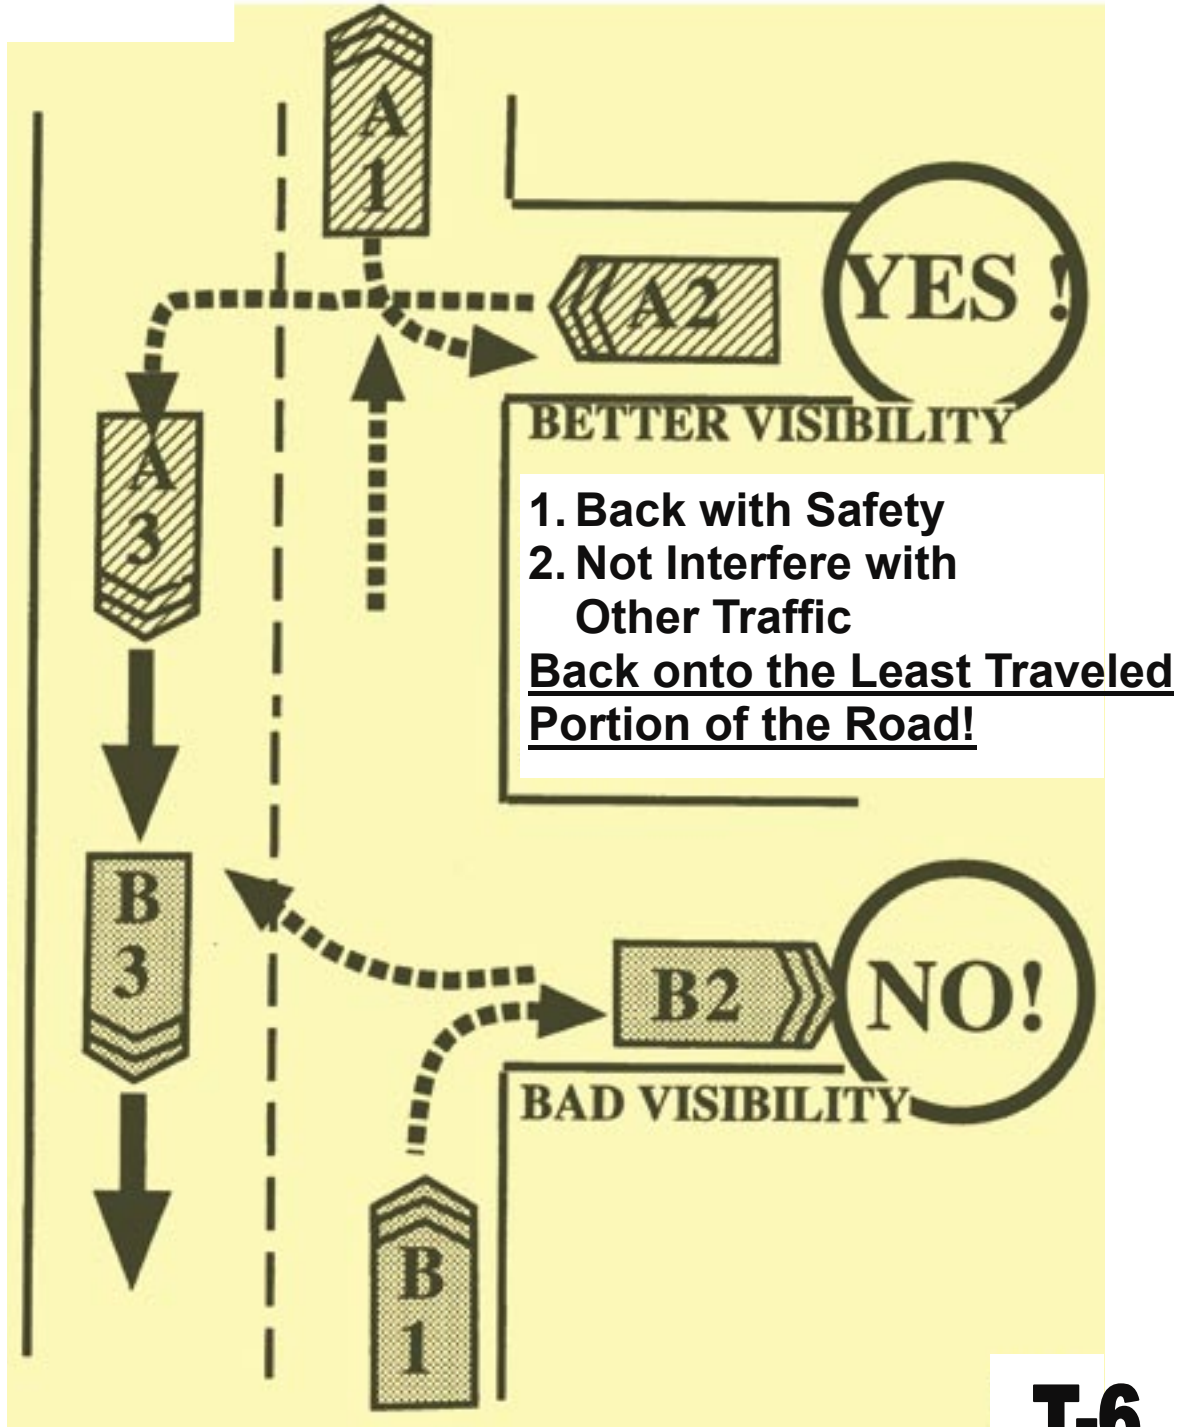 A
1
A2
YES !
BETTER VISIBILITY
A
3
1. Back with Safety
2. Not Interfere with
Other Traffic
Back onto the Least Traveled
Portion of the Road!
B
3
B2
NO!
BAD VISIBILITY
B
1
T-6